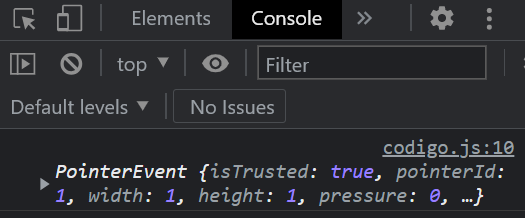 Elements Console »
top ▼ Filter
Default levels ▼ No Issues
codigo.js:10
PointerEvent {isTrusted: true, pointerId:
1, width: 1, height: 1, pressure: 0, …}